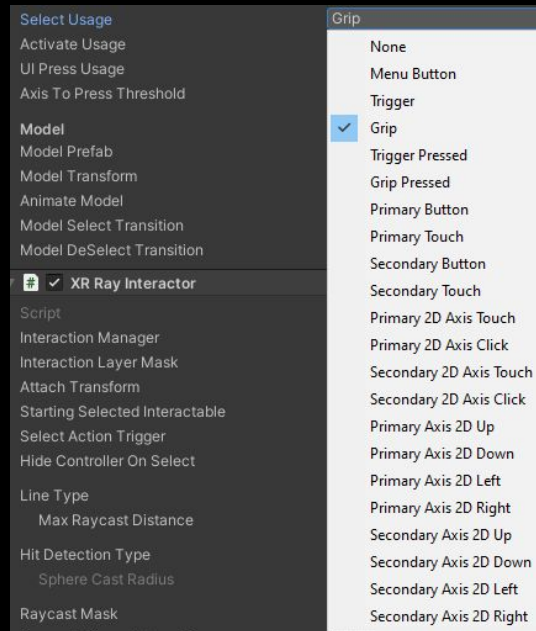 Select Usage
Grip
Activate Usage
UI Press Usage
Axis To Press Threshold
Model
Model Prefab
Model Transform
Animate Model
Model Select Transition
Model DeSelect Transition
# XR Ray Interactor
Script
Interaction Manager
Interaction Layer Mask
Attach Transform
Starting Selected Interactable
Select Action Trigger
Hide Controller On Select
Line Type
Max Raycast Distance
Hit Detection Type
Sphere Cast Radius
Raycast Mask
None
Menu Button
Trigger
Grip
Trigger Pressed
Grip Pressed
Primary Button
Primary Touch
Secondary Button
Secondary Touch
Primary 2D Axis Touch
Primary 2D Axis Click
Secondary 2D Axis Touch
Secondary 2D Axis Click
Primary Axis 2D Up
Primary Axis 2D Down
Primary Axis 2D Left
Primary Axis 2D Right
Secondary Axis 2D Up
Secondary Axis 2D Down
Secondary Axis 2D Left
Secondary Axis 2D Right